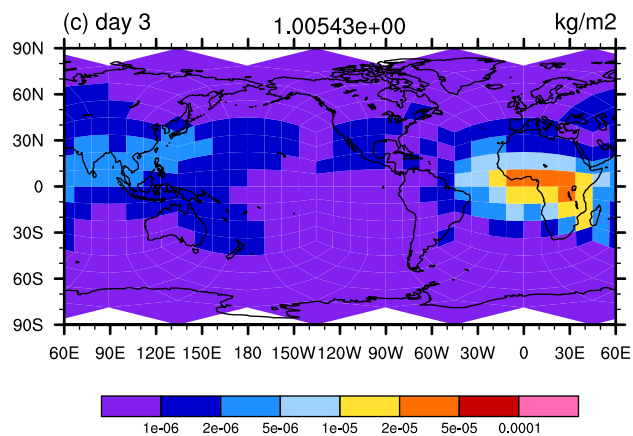 (c) day 3 1.00543e+00 kg/m2
90N
60N
30N
0
30S
60S
90S
60E 90E 120E 150E 180 150W 120W 90W 60W 30W 0 30E 60E
1e-06 2e-06 5e-06 1e-05 2e-05 5e-05 0.0001